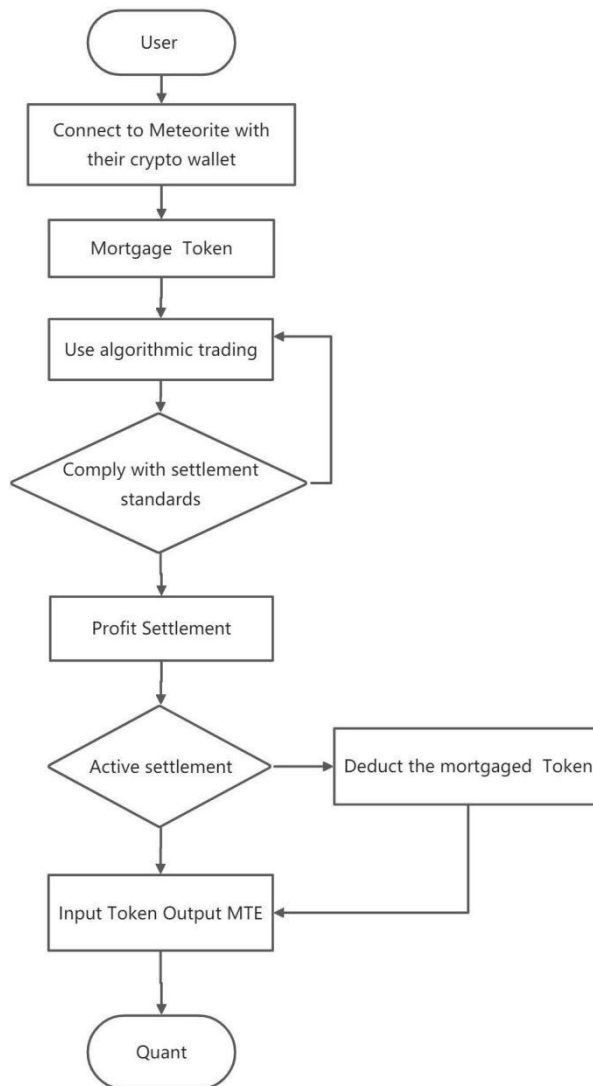 User
Connect to Meteorite with
their crypto wallet
Mortgage Token
Use algorithmic trading
Comply with settlement
standards
Profit Settlement
Active settlement
Deduct the mortgaged Token
Input Token Output MTE
Quant